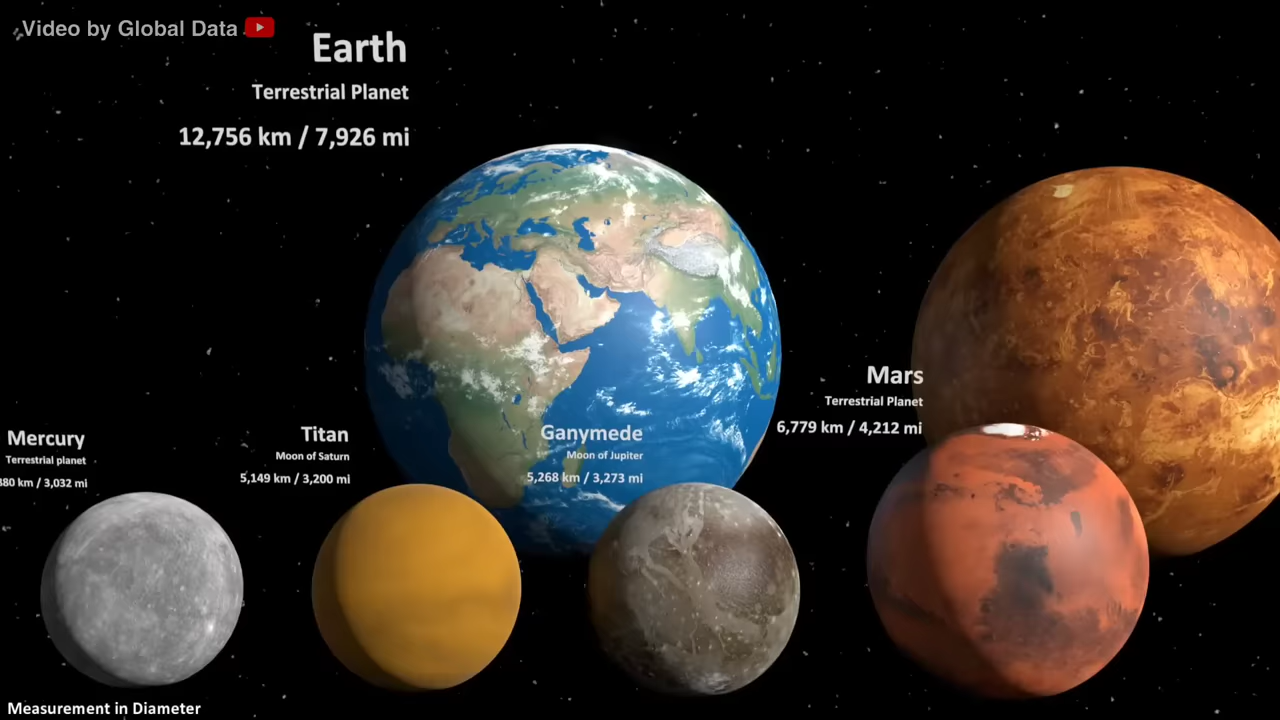 Video by Global Data
Earth
Terrestrial Planet
12,756 km / 7,926 mi
Mars
Terrestrial Planet
6,779 km / 4,212 mi
Mercury
Terrestrial planet
880 km / 3,032 mi
Titan
Moon of Saturn
5,149 km / 3,200 mi
Ganymede
Moon of Jupiter
5,268 km / 3,273 mi
Measurement in Diameter